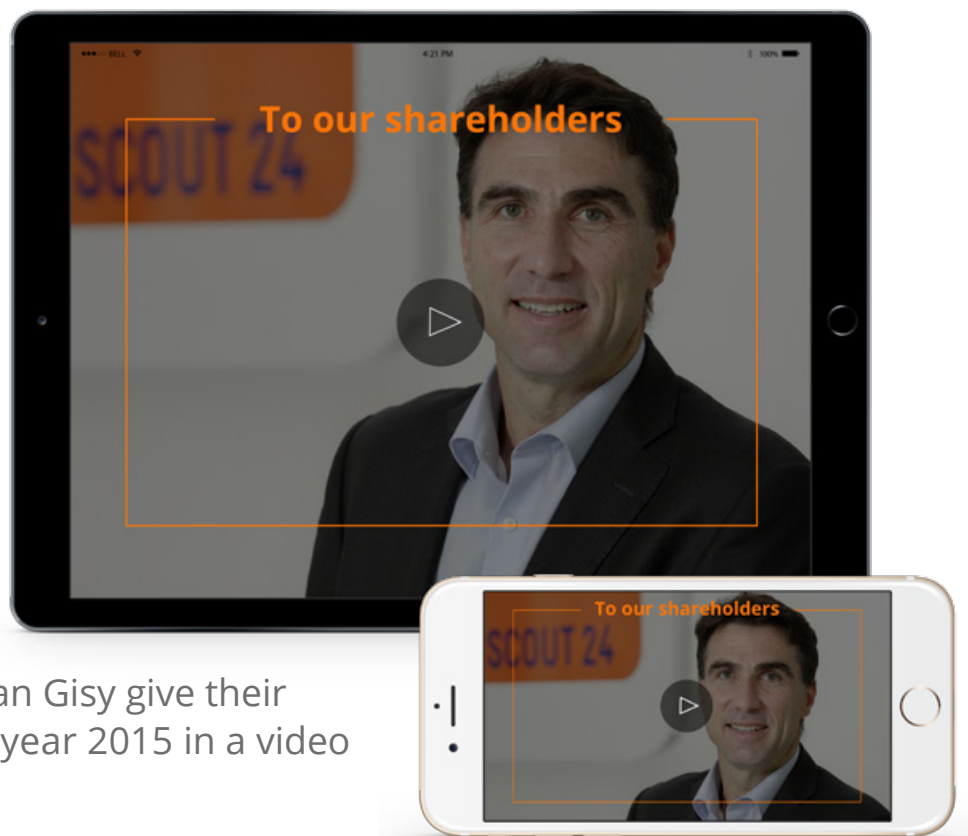 BELL
4:21 PM
100%
To our shareholders
SCOUT 24
To our shareholders
SCOUT 24
an Gisy give their
year 2015 in a video